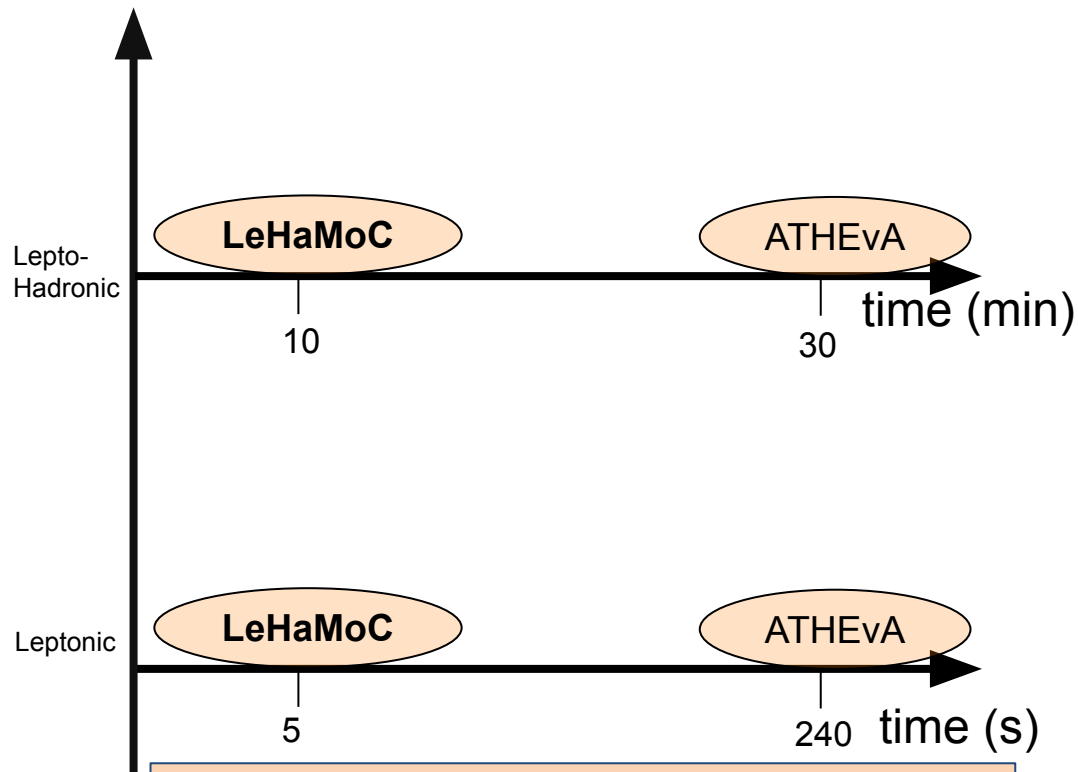 LeHaMoC
ATHEvA
Lepto-
Hadronic
time (min)
10
30
LeHaMoC
ATHEvA
Leptonic
5
240
time (s)